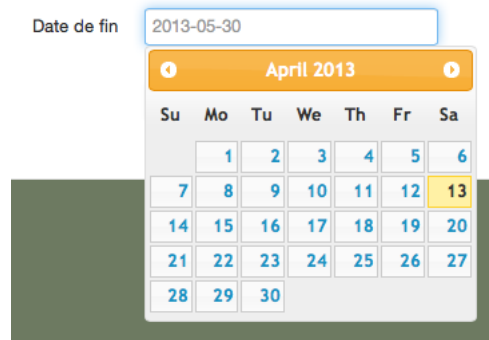 Date de fin 2013-05-30
April 2013
Su Mo Tu We Th Fr Sa
1 2 3 4 5 6
7 8 9 10 11 12 13
14 15 16 17 18 19 20
21 22 23 24 25 26 27
28 29 30